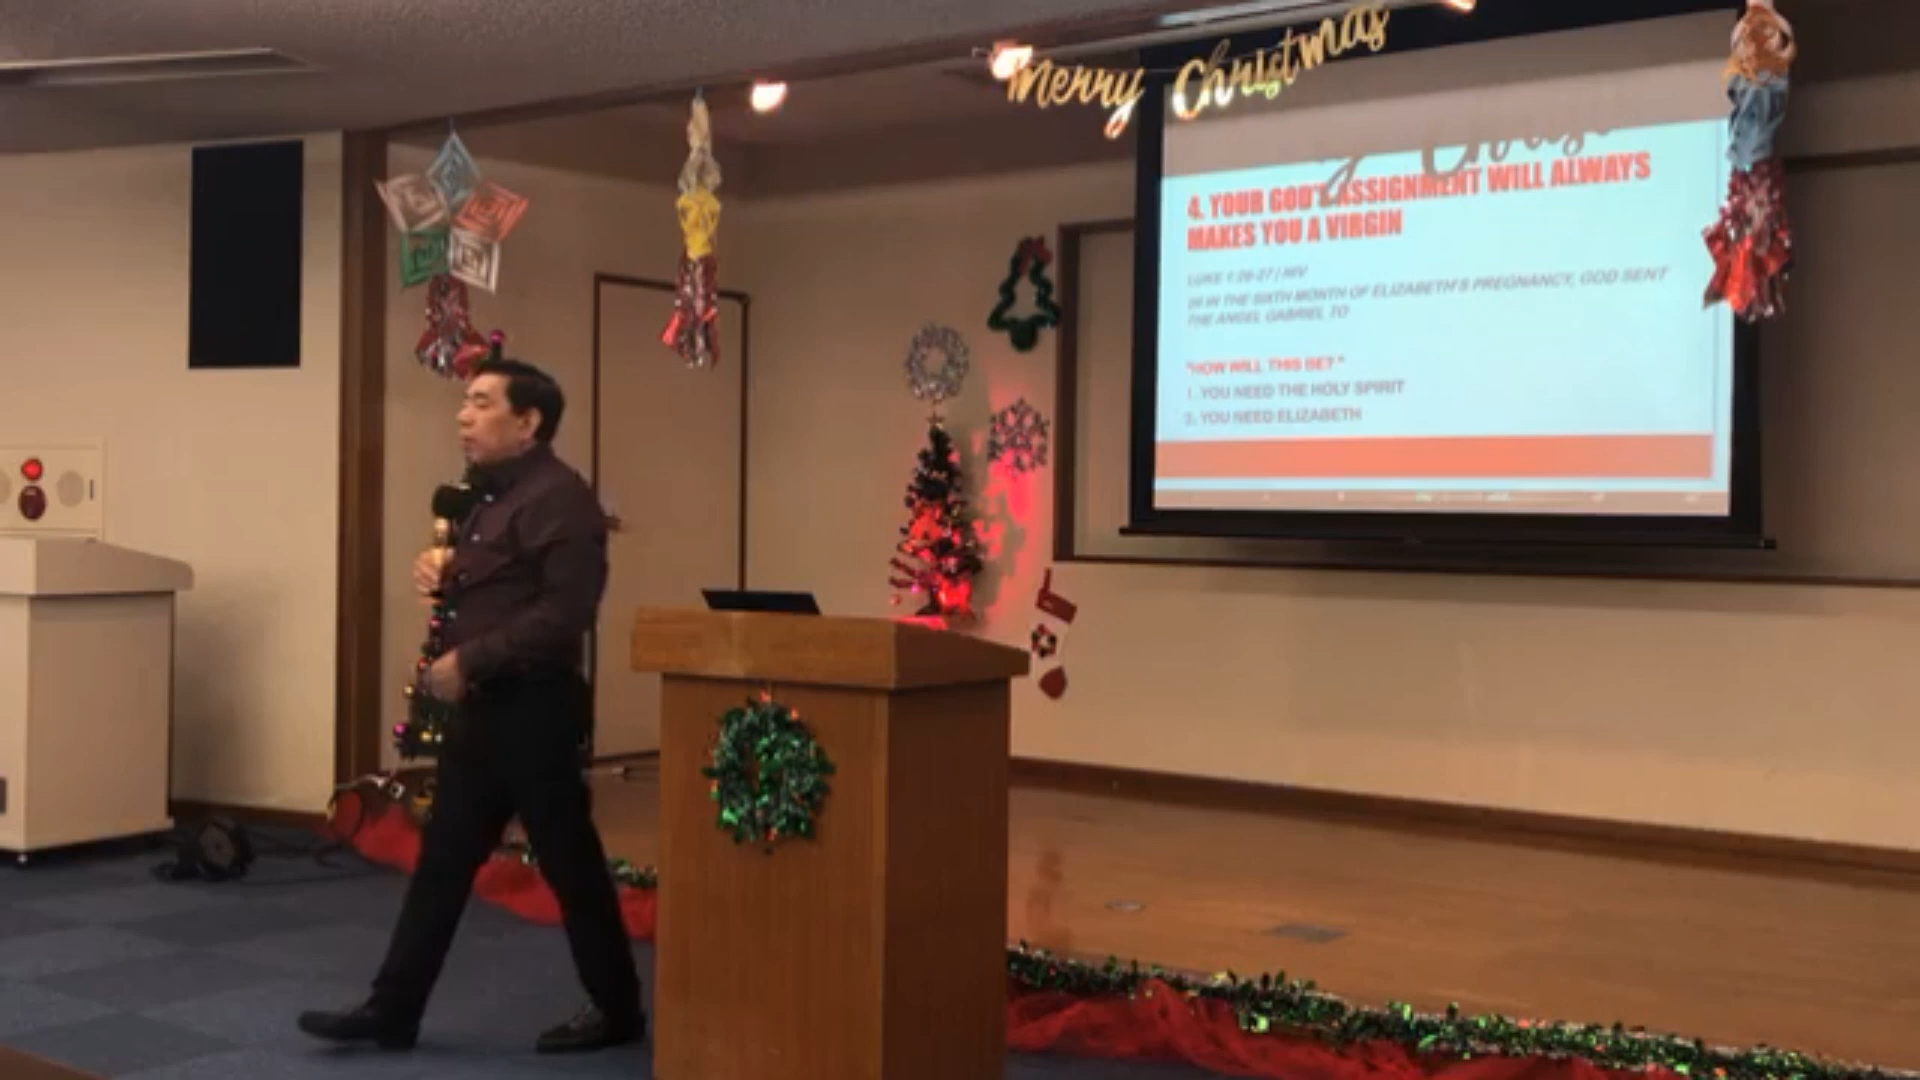 Merry Christmas
4. YOUR GOD'S ASSIGNMENT WILL ALWAYS
MAKES YOU A VIRGIN
LUKE 1:26-27 | NIV
26 IN THE SIXTH MONTH OF ELIZABETH'S PREGNANCY, GOD SENT
THE ANGEL GABRIEL TO
"HOW WILL THIS BE? "
1. YOU NEED THE HOLY SPIRIT
2. YOU NEED ELIZABETH